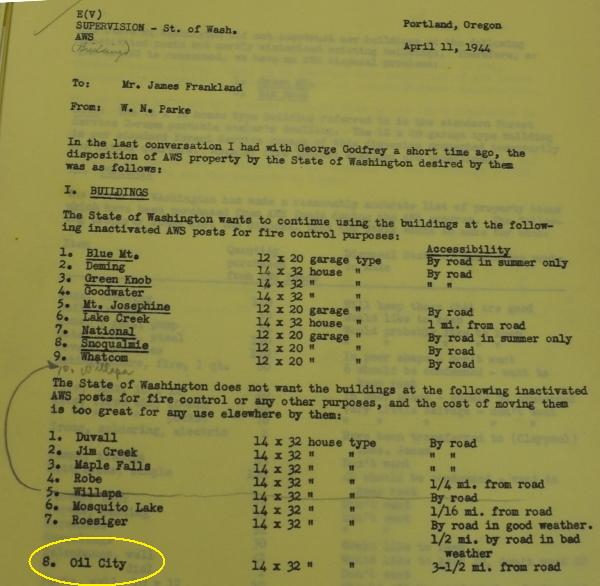 E(V)
SUPERVISION - St. of Wash.
AWS
(Buildings)
Portland, Oregon
April 11, 1944
To: Mr. James Frankland
From: W. N. Parke
In the last conversation I had with George Godfrey a short time ago, the
disposition of AWS property by the State of Washington desired by them
was as follows:
I. BUILDINGS
The State of Washington wants to continue using the buildings at the follow-
ing inactivated AWS posts for fire control purposes:
Accessibility
1. Blue Mt. 12 x 20 garage type By road in summer only
2. Deming 14 x 32 house " By road
3. Green Knob 14 x 32 " " " "
4. Goodwater 14 x 32 " "
5. Mt. Josephine 12 x 20 garage " By road
6. Lake Creek 14 x 32 house " 1 mi. from road
7. National 12 x 20 garage " By road in summer only
8. Snoqualmie 12 x 20 " " By road
9. Whatcom 12 x 20 " " By road
10. Willapa
The State of Washington does not want the buildings at the following inactivated
AWS posts for fire control or any other purposes, and the cost of moving them
is too great for any use elsewhere by them:
1. Duvall 14 x 32 house type By road
2. Jim Creek 14 x 32 " " " "
3. Maple Falls 14 x 32 " " " "
4. Robe 14 x 32 " " 1/4 mi. from road
5. Willapa 14 x 32 " " By road
6. Mosquito Lake 14 x 32 " " 1/16 mi. from road
7. Roesiger 14 x 32 " " By road in good weather.
1/2 mi. by road in bad
weather
8. Oil City 14 x 32 " " 3-1/2 mi. from road